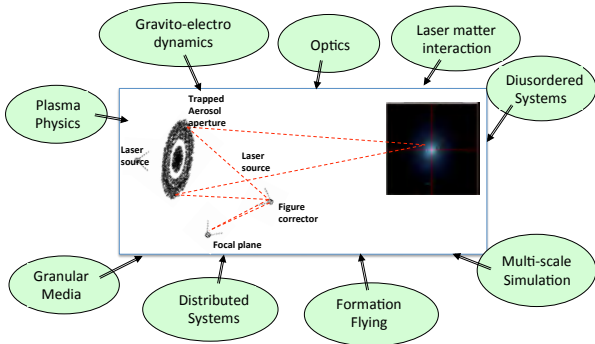 Gravito-electro
dynamics
Optics
Laser matter
interaction
Diusordered
Systems
Plasma
Physics
Trapped
Aerosol
aperture
Laser
source
Laser
source
Figure
corrector
Focal plane
Granular
Media
Distributed
Systems
Formation
Flying
Multi-scale
Simulation